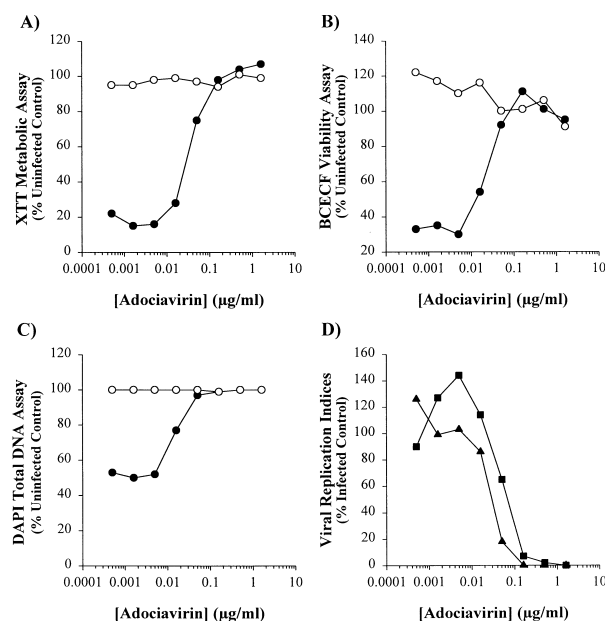 A)
XTT Metabolic Assay
(% Uninfected Control)
120
100
80
60
40
20
0
0.0001 0.001 0.01 0.1 1 10
[Adociavirin] (μg/ml)
B)
BCECF Viability Assay
(% Uninfected Control)
140
120
100
80
60
40
20
0.0001 0.001 0.01 0.1 1 10
[Adociavirin] (μg/ml)
C)
DAPI Total DNA Assay
(% Uninfected Control)
120
100
80
60
40
20
0
0.0001 0.001 0.01 0.1 1 10
[Adociavirin] (μg/ml)
D)
Viral Replication Indices
(% Infected Control)
160
140
120
100
80
60
40
20
0
0.0001 0.001 0.01 0.1 1 10
[Adociavirin] (μg/ml)